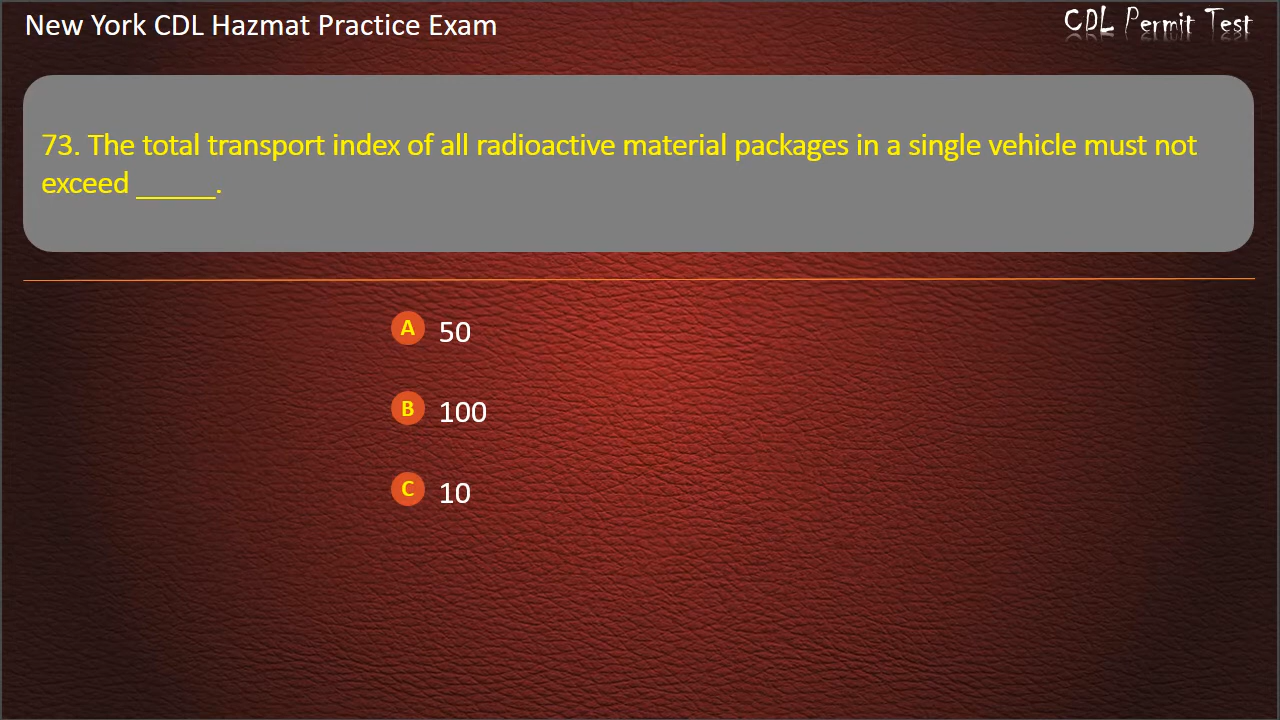 New York CDL Hazmat Practice Exam
CDL Permit Test
73. The total transport index of all radioactive material packages in a single vehicle must not
exceed _____.
A 50
B 100
C 10